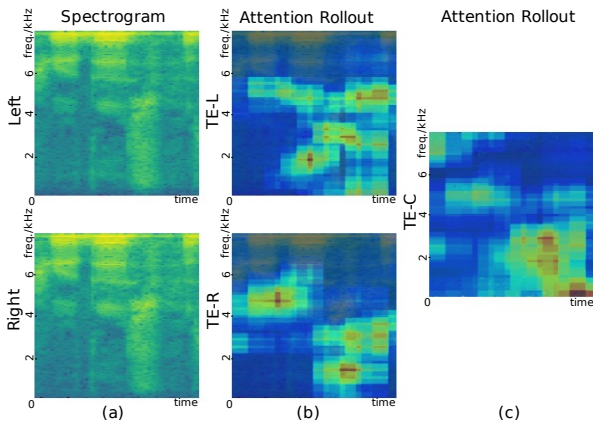 Spectrogram
Attention Rollout
Attention Rollout
Left
freq./kHz
6
4
2
0
time
TE-L
freq./kHz
6
4
2
0
time
TE-C
freq./kHz
6
4
2
0
time
Right
freq./kHz
6
4
2
0
time
TE-R
freq./kHz
6
4
2
0
time
(a)
(b)
(c)